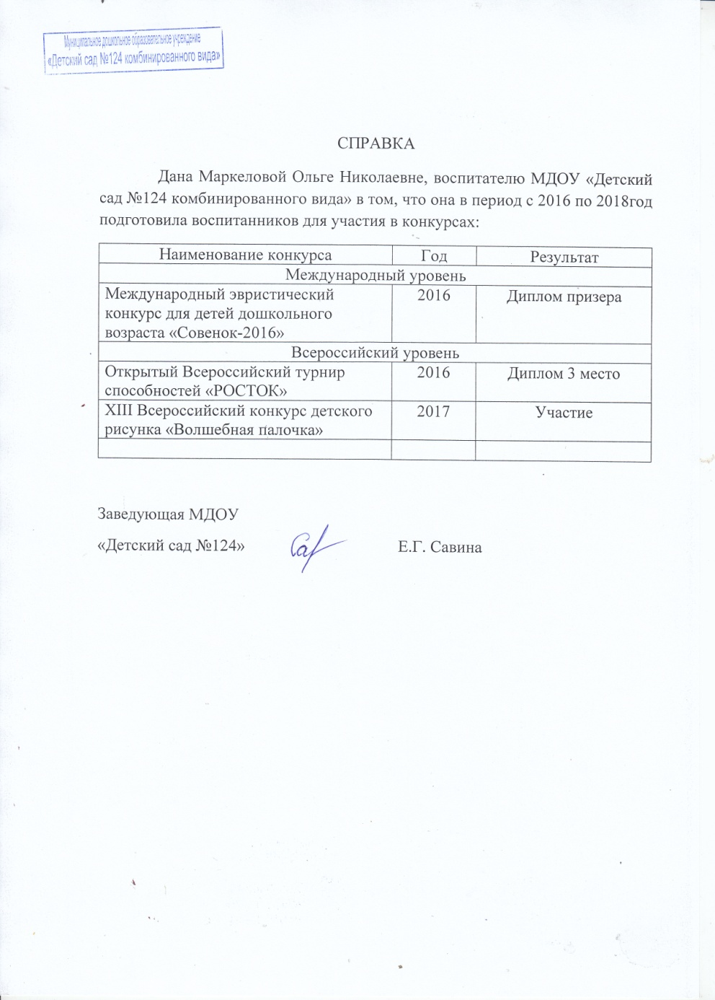 Муниципальное дошкольное образовательное учреждение
«Детский сад №124 комбинированного вида»
СПРАВКА
Дана Маркеловой Ольге Николаевне, воспитателю МДОУ «Детский
сад №124 комбинированного вида» в том, что она в период с 2016 по 2018год
подготовила воспитанников для участия в конкурсах:
Наименование конкурса Год Результат
Международный уровень
Международный эвристический 2016 Диплом призера
конкурс для детей дошкольного
возраста «Совенок-2016»
Всероссийский уровень
Открытый Всероссийский турнир 2016 Диплом 3 место
способностей «РОСТОК»
XIII Всероссийский конкурс детского 2017 Участие
рисунка «Волшебная палочка»
Заведующая МДОУ
«Детский сад №124» Е.Г. Савина